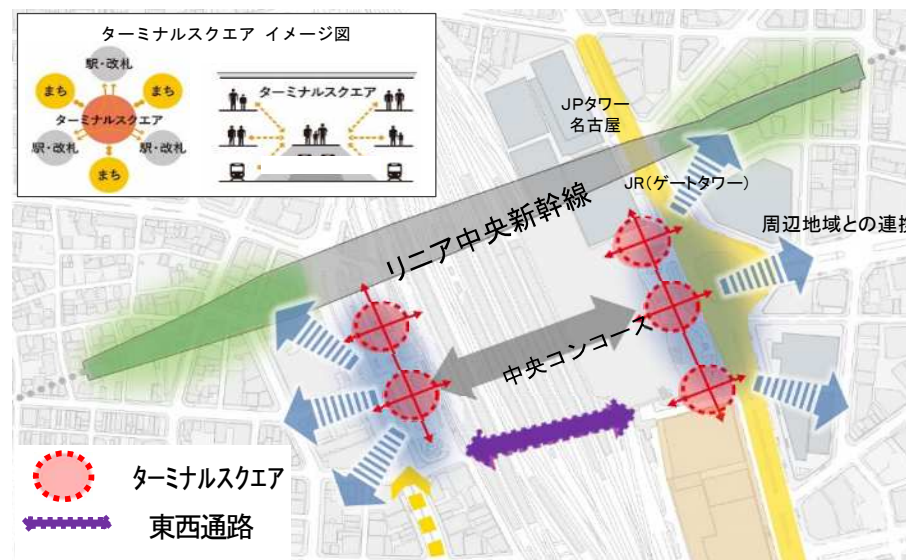 ターミナルスクエア イメージ図
駅・改札
まち
まち
ターミナルスクエア
駅・改札
駅・改札
まち
ターミナルスクエア
JPタワー
名古屋
JR(ゲートタワー)
リニア中央新幹線
周辺地域との連携
中央コンコース
ターミナルスクエア
東西通路